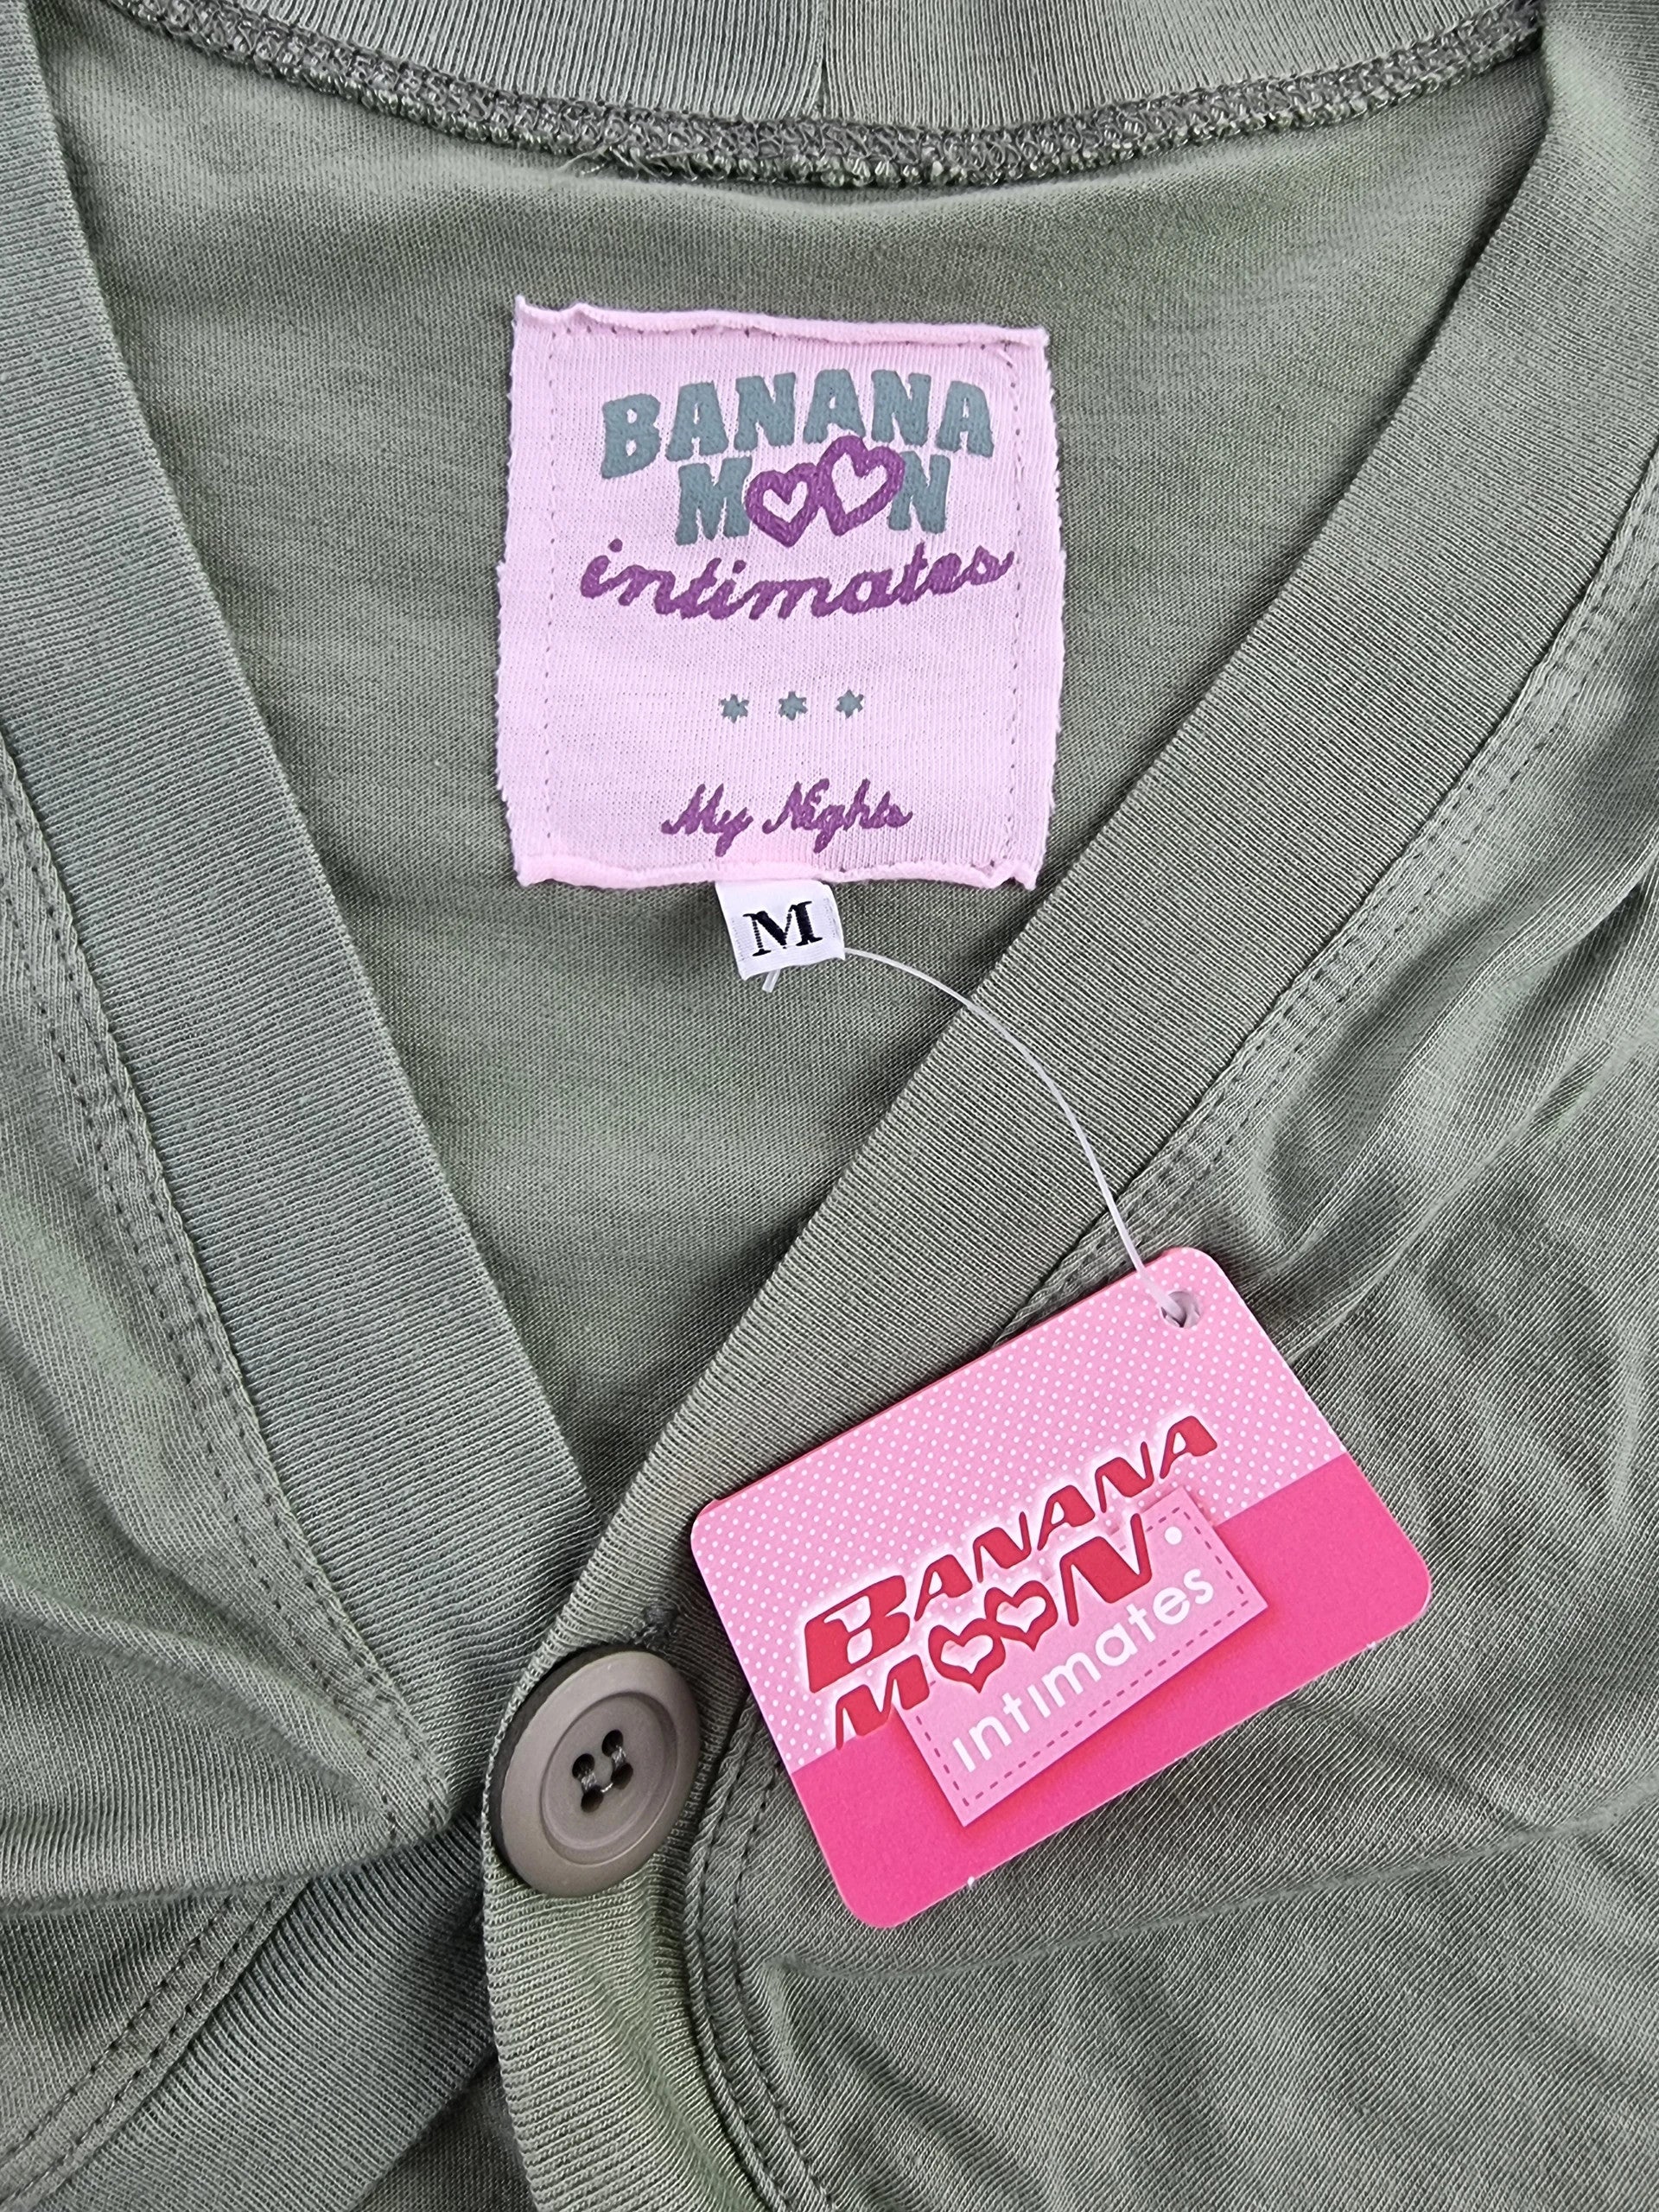 BANANA
MOON
intimates
***
My Nights
M
BANANA
MOON
intimates